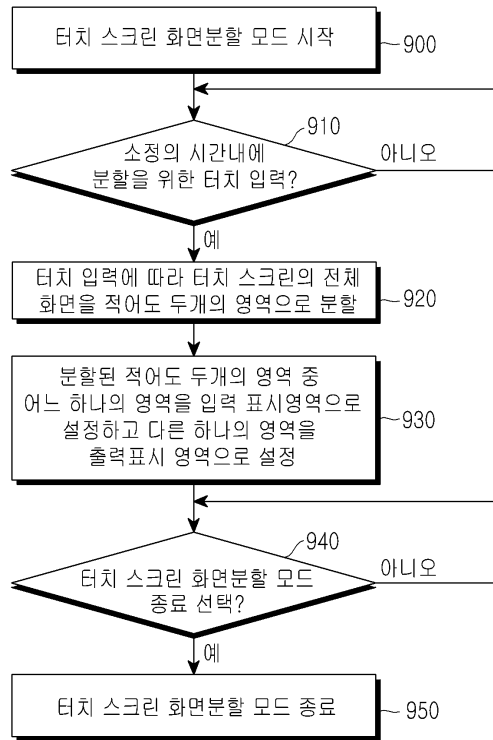 터치 스크린 화면분할 모드 시작
900
910
소정의 시간내에
분할을 위한 터치 입력?
아니오
예
터치 입력에 따라 터치 스크린의 전체
화면을 적어도 두개의 영역으로 분할
920
분할된 적어도 두개의 영역 중
어느 하나의 영역을 입력 표시영역으로
설정하고 다른 하나의 영역을
출력표시 영역으로 설정
930
940
터치 스크린 화면분할 모드
종료 선택?
아니오
예
터치 스크린 화면분할 모드 종료
950